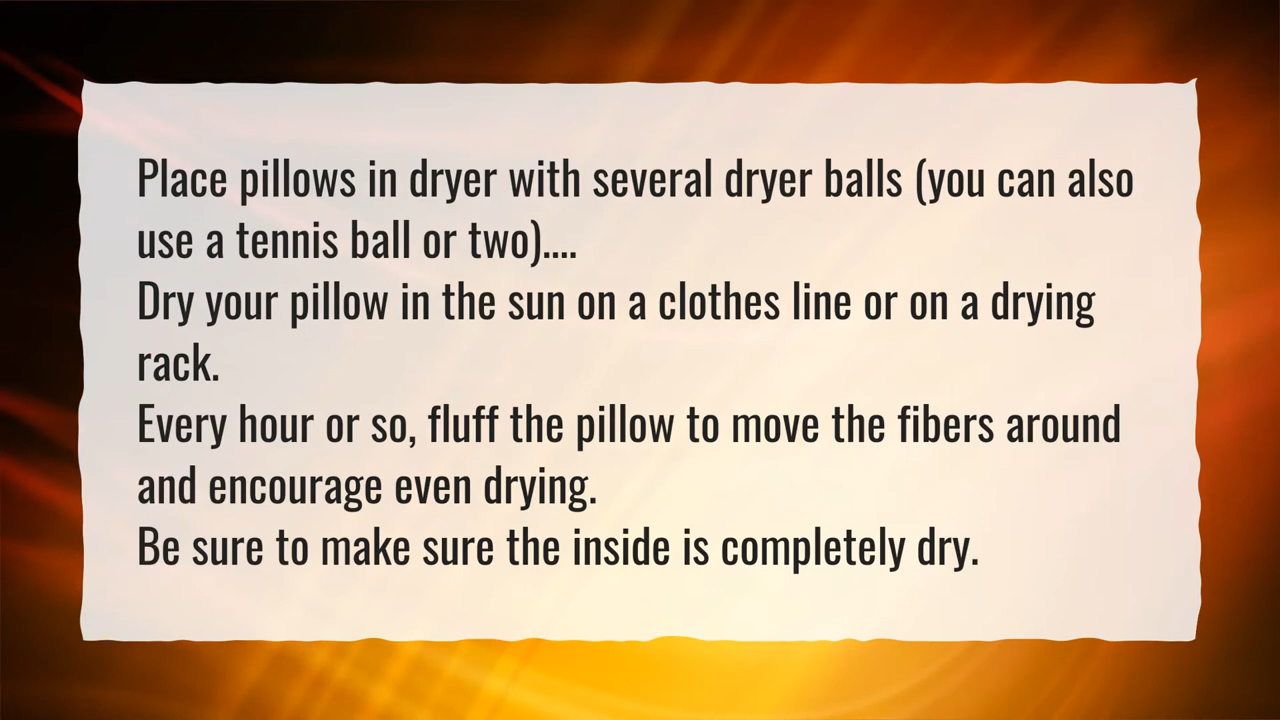 Place pillows in dryer with several dryer balls (you can also
use a tennis ball or two)....
Dry your pillow in the sun on a clothes line or on a drying
rack.
Every hour or so, fluff the pillow to move the fibers around
and encourage even drying.
Be sure to make sure the inside is completely dry.